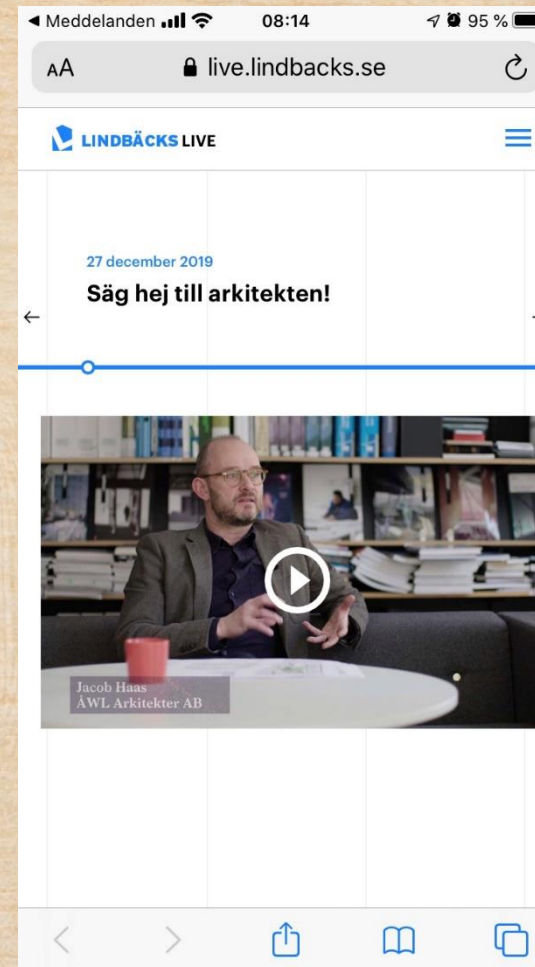 Meddelanden 08:14 95 %
AA live.lindbacks.se
LINDBÄCKS LIVE
27 december 2019
Säg hej till arkitekten!
Jacob Haas
ÅWL Arkitekter AB